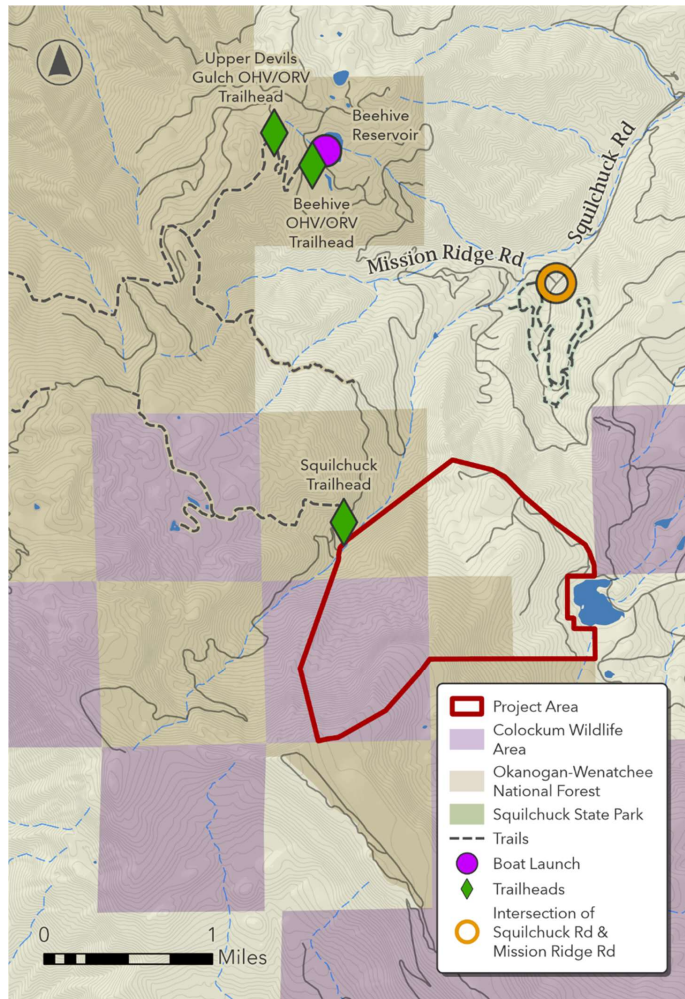 Upper Devils
Gulch OHV/ORV
Trailhead
Beehive
Reservoir
Beehive
OHV/ORV
Trailhead
Squilchuck Rd
Mission Ridge Rd
Squilchuck
Trailhead
Project Area
Colockum Wildlife
Area
Okanogan-Wenatchee
National Forest
Squilchuck State Park
Trails
Boat Launch
Trailheads
Intersection of
Squilchuck Rd &
Mission Ridge Rd
0 1
Miles